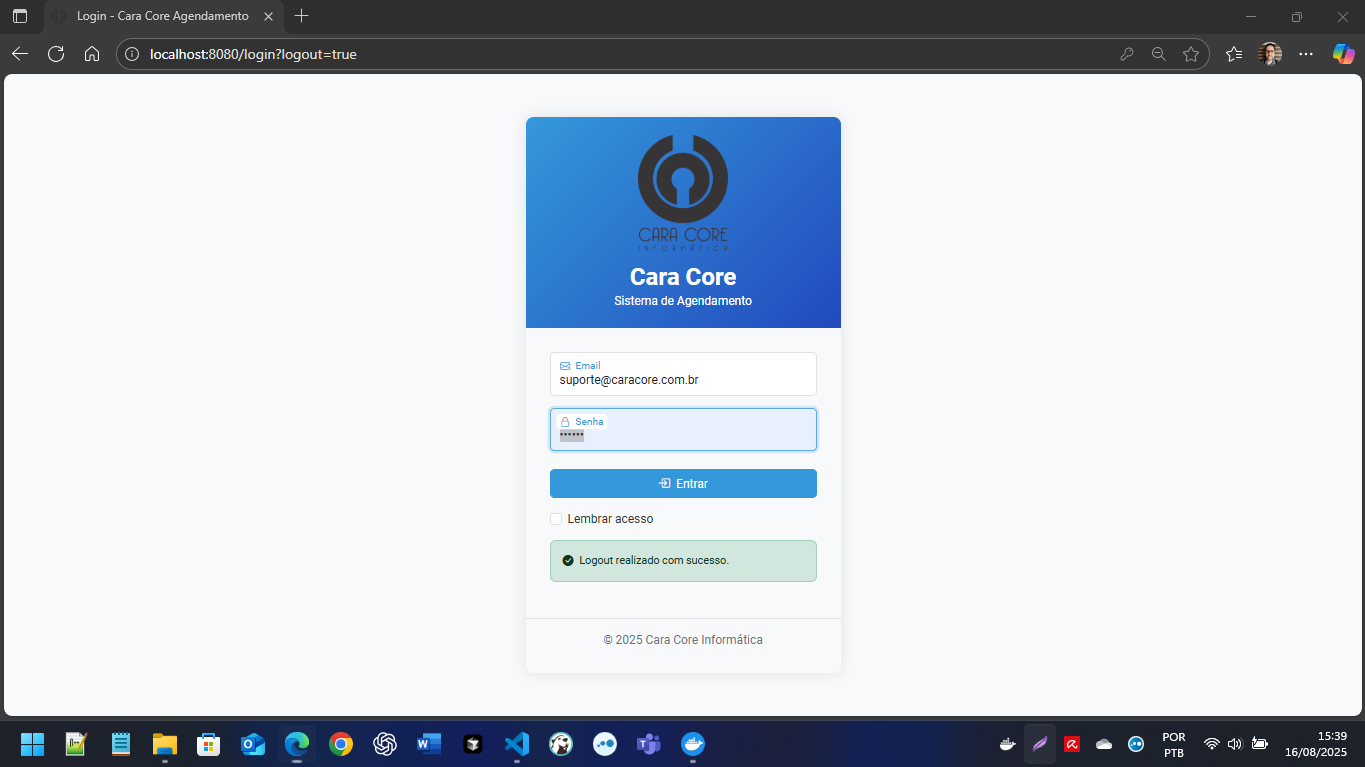 Login - Cara Core Agendamento
localhost:8080/login?logout=true
CARA CORE
INFORMÁTICA
Cara Core
Sistema de Agendamento
Email
suporte@caracore.com.br
Senha
••••••
Entrar
Lembrar acesso
Logout realizado com sucesso.
© 2025 Cara Core Informática
POR
PTB
15:39
16/08/2025